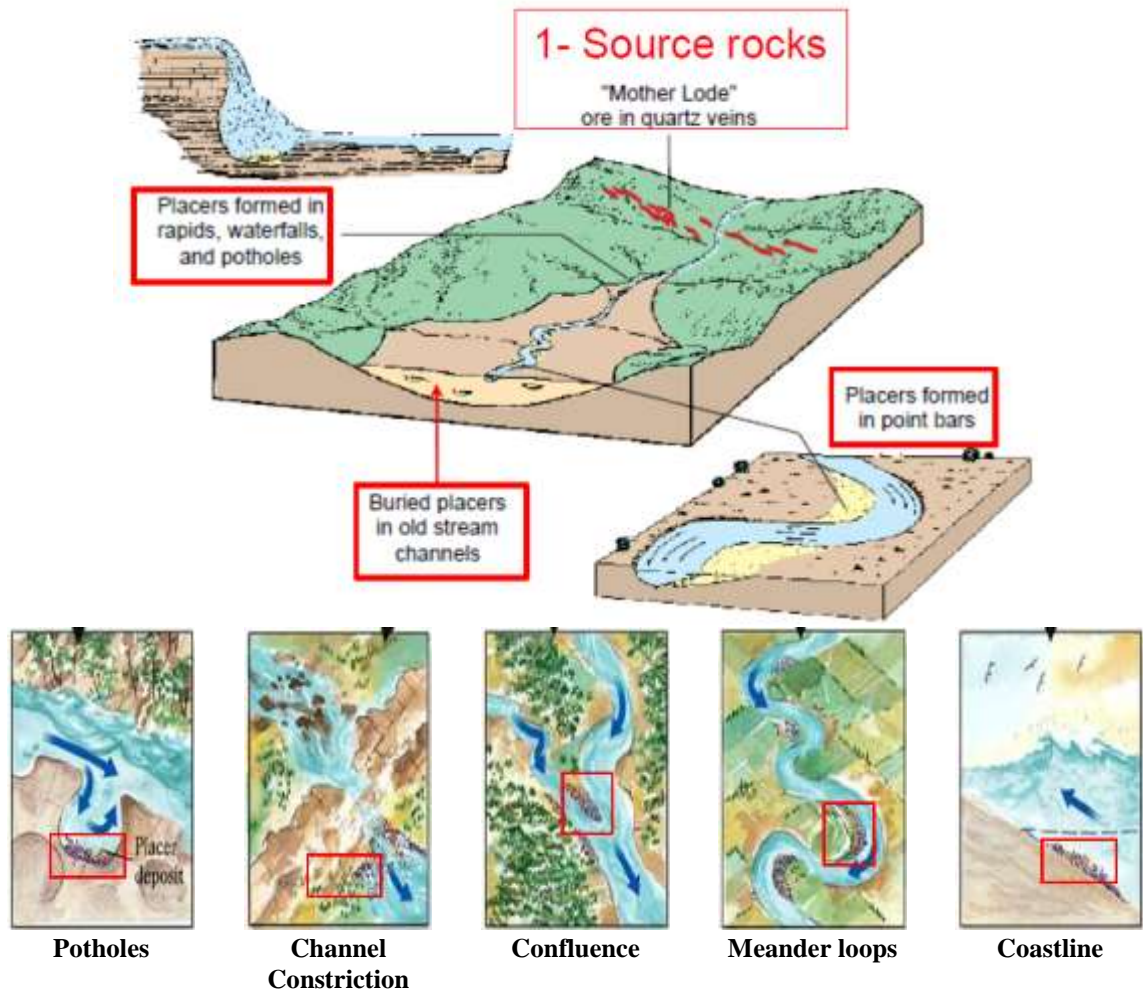 1- Source rocks
"Mother Lode"
ore in quartz veins
Placers formed in
rapids, waterfalls,
and potholes
Placers formed
in point bars
Buried placers
in old stream
channels
Placer
deposit
Potholes
Channel
Constriction
Confluence
Meander loops
Coastline